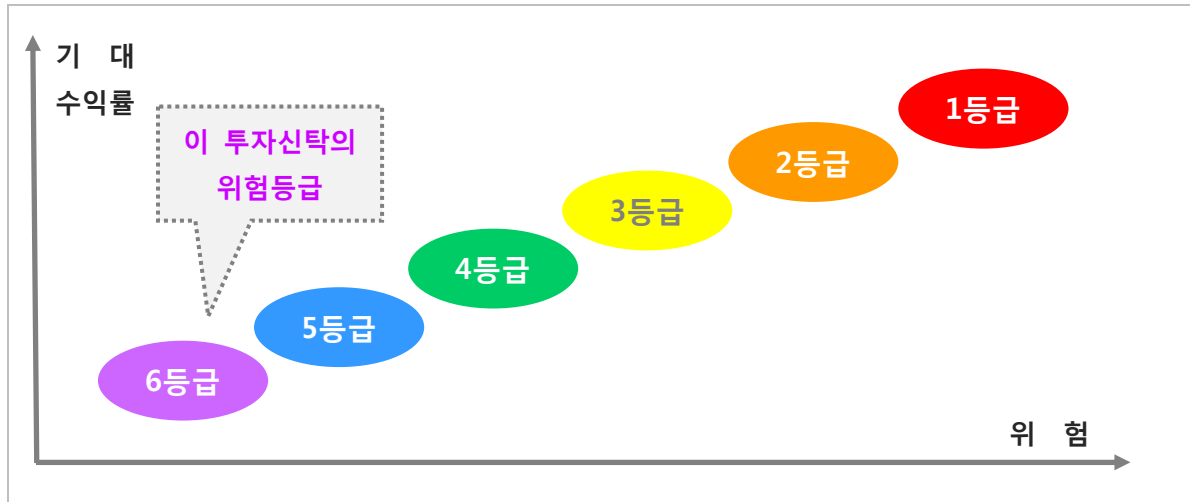 기 대
수익률
이 투자신탁의
위험등급
1등급
2등급
3등급
4등급
5등급
6등급
위 험